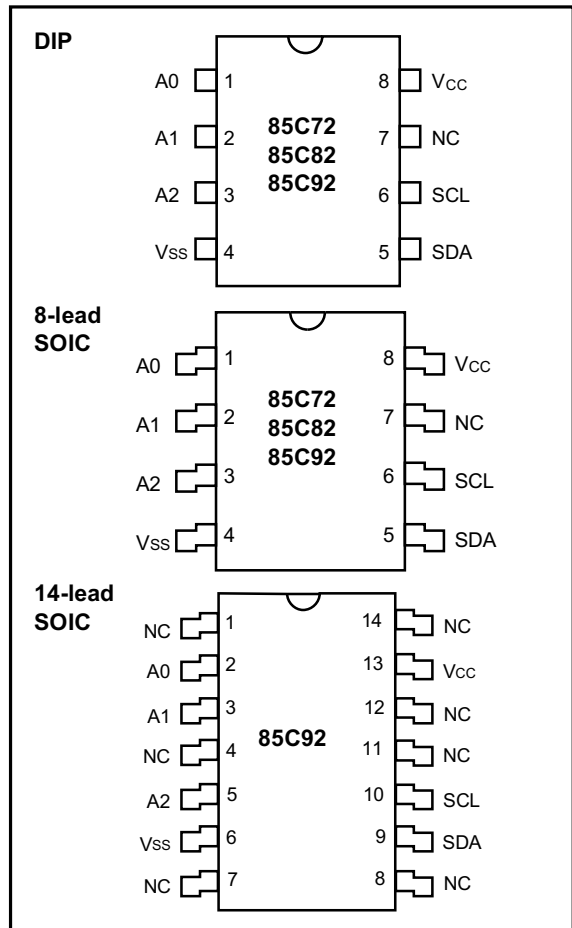 DIP
A0 1 8 VCC
A1 2 85C72 7 NC
85C82
A2 3 85C92 6 SCL
VSS 4 5 SDA
8-lead
SOIC
A0 1 8 VCC
A1 2 85C72 7 NC
85C82
85C92
A2 3 6 SCL
VSS 4 5 SDA
14-lead
SOIC
NC 1 14 NC
A0 2 13 VCC
A1 3 12 NC
85C92
NC 4 11 NC
A2 5 10 SCL
VSS 6 9 SDA
NC 7 8 NC